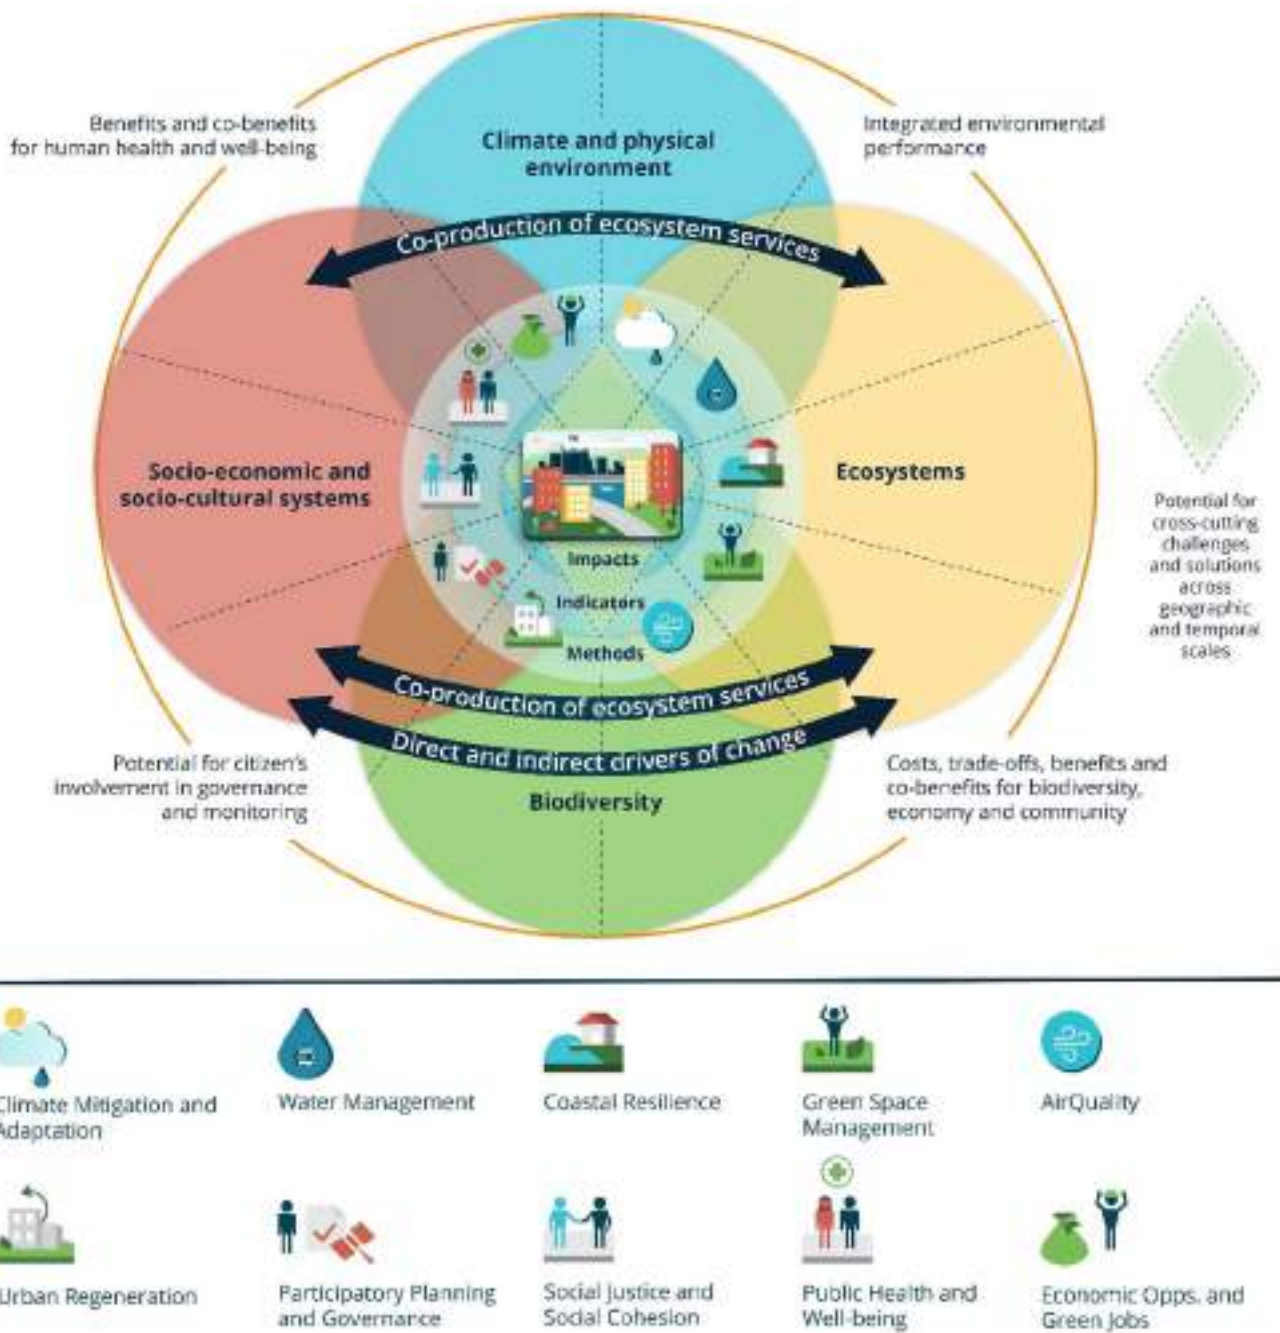 Benefits and co-benefits
for human health and well-being
Climate and physical
environment
Integrated environmental
performance
Co-production of ecosystem services
Socio-economic and
socio-cultural systems
Ecosystems
Impacts
Indicators
Methods
Potential for
cross-cutting
challenges
and solutions
across
geographic
and temporal
scales
Co-production of ecosystem services
Direct and indirect drivers of change
Biodiversity
Potential for citizen's
involvement in governance
and monitoring
Costs, trade-offs, benefits and
co-benefits for biodiversity,
economy and community
Climate Mitigation and
Adaptation
Water Management
Coastal Resilience
Green Space
Management
AirQuality
Urban Regeneration
Participatory Planning
and Governance
Social Justice and
Social Cohesion
Public Health and
Well-being
Economic Opps. and
Green Jobs